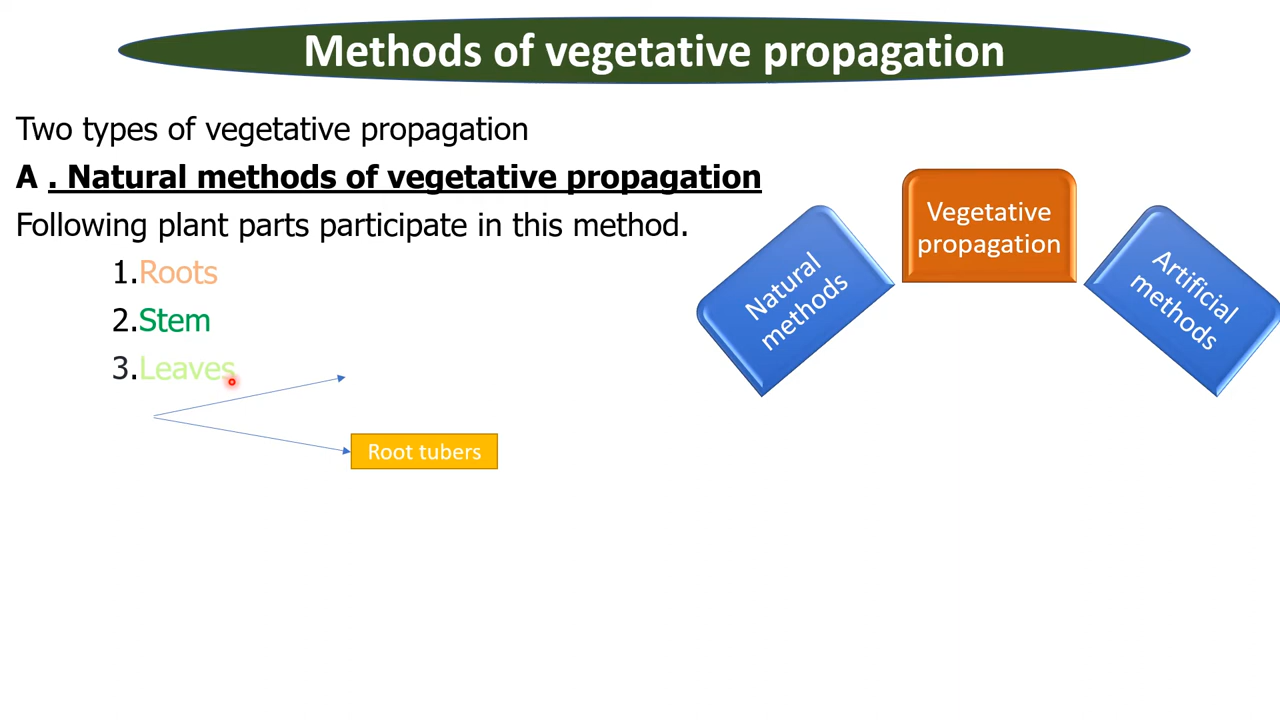 Methods of vegetative propagation
Two types of vegetative propagation
A . Natural methods of vegetative propagation
Following plant parts participate in this method.
1.Roots
2.Stem
3.Leaves
Root tubers
Natural
methods
Vegetative
propagation
Artificial
methods